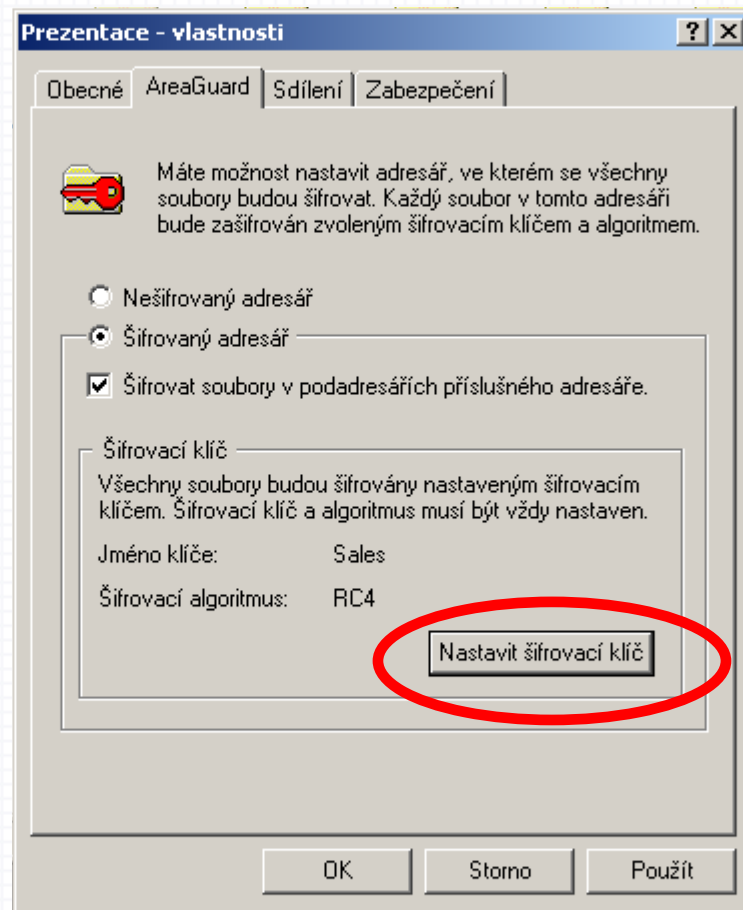 Prezentace - vlastnosti
Obecné AreaGuard Sdílení Zabezpečení
Máte možnost nastavit adresář, ve kterém se všechny
soubory budou šifrovat. Každý soubor v tomto adresáři
bude zašifrován zvoleným šifrovacím klíčem a algoritmem.
Nešifrovaný adresář
Šifrovaný adresář
Šifrovat soubory v podadresářích příslušného adresáře.
Šifrovací klíč
Všechny soubory budou šifrovány nastaveným šifrovacím
klíčem. Šifrovací klíč a algoritmus musí být vždy nastaven.
Jméno klíče: Sales
Šifrovací algoritmus: RC4
Nastavit šifrovací klíč
OK Storno Použít